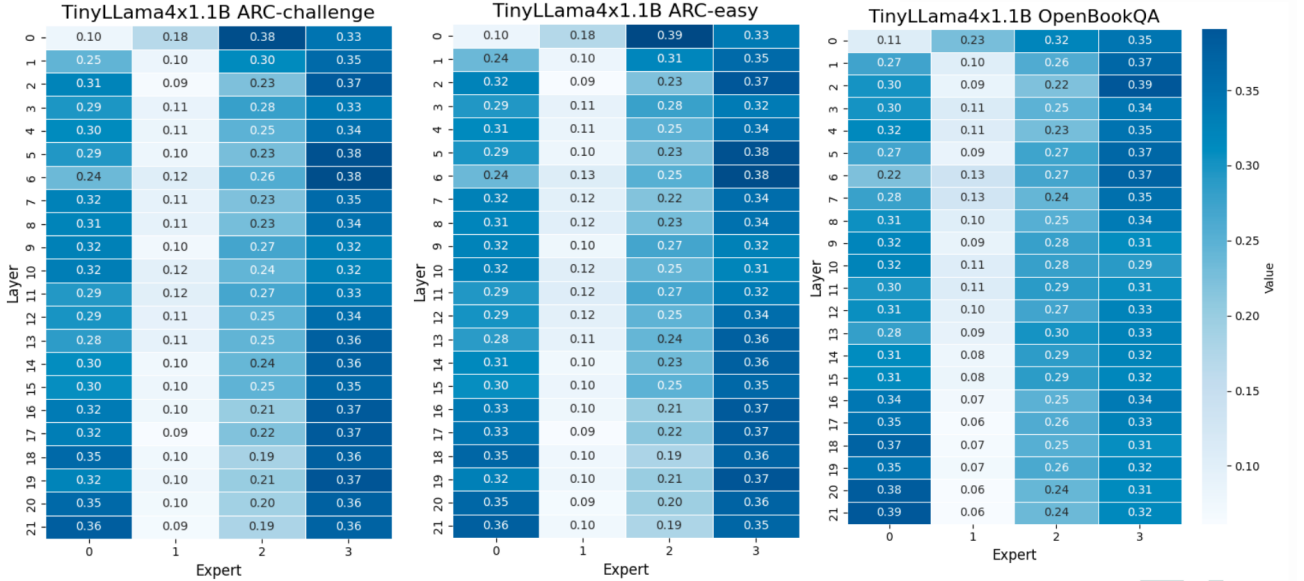 TinyLLama4x1.1B ARC-challenge
0 0.10 0.18 0.38 0.33
1 0.25 0.10 0.30 0.35
2 0.31 0.09 0.23 0.37
3 0.29 0.11 0.28 0.33
4 0.30 0.11 0.25 0.34
5 0.29 0.10 0.23 0.38
6 0.24 0.12 0.26 0.38
7 0.32 0.11 0.23 0.35
8 0.31 0.11 0.23 0.34
9 0.32 0.10 0.27 0.32
10 0.32 0.12 0.24 0.32
11 0.29 0.12 0.27 0.33
12 0.29 0.11 0.25 0.34
13 0.28 0.11 0.25 0.36
14 0.30 0.10 0.24 0.36
15 0.30 0.10 0.25 0.35
16 0.32 0.10 0.21 0.37
17 0.32 0.09 0.22 0.37
18 0.35 0.10 0.19 0.36
19 0.32 0.10 0.21 0.37
20 0.35 0.10 0.20 0.36
21 0.36 0.09 0.19 0.36
0 1 2 3
Layer
Expert
TinyLLama4x1.1B ARC-easy
0 0.10 0.18 0.39 0.33
1 0.24 0.10 0.31 0.35
2 0.32 0.09 0.23 0.37
3 0.29 0.11 0.28 0.32
4 0.31 0.11 0.25 0.34
5 0.29 0.10 0.23 0.38
6 0.24 0.13 0.25 0.38
7 0.32 0.12 0.22 0.34
8 0.31 0.12 0.23 0.34
9 0.32 0.10 0.27 0.32
10 0.32 0.12 0.25 0.31
11 0.29 0.12 0.27 0.32
12 0.29 0.12 0.25 0.34
13 0.28 0.11 0.24 0.36
14 0.31 0.10 0.23 0.36
15 0.30 0.10 0.25 0.35
16 0.33 0.10 0.21 0.37
17 0.33 0.09 0.22 0.37
18 0.35 0.10 0.19 0.36
19 0.32 0.10 0.21 0.37
20 0.35 0.09 0.20 0.36
21 0.36 0.10 0.19 0.35
0 1 2 3
Layer
Expert
TinyLLama4x1.1B OpenBookQA
0 0.11 0.23 0.32 0.35
1 0.27 0.10 0.26 0.37
2 0.30 0.09 0.22 0.39
3 0.30 0.11 0.25 0.34
4 0.32 0.11 0.23 0.35
5 0.27 0.09 0.27 0.37
6 0.22 0.13 0.27 0.37
7 0.28 0.13 0.24 0.35
8 0.31 0.10 0.25 0.34
9 0.32 0.09 0.28 0.31
10 0.32 0.11 0.28 0.29
11 0.30 0.11 0.29 0.31
12 0.31 0.10 0.27 0.33
13 0.28 0.09 0.30 0.33
14 0.31 0.08 0.29 0.32
15 0.31 0.08 0.29 0.32
16 0.34 0.07 0.25 0.34
17 0.35 0.06 0.26 0.33
18 0.37 0.07 0.25 0.31
19 0.35 0.07 0.26 0.32
20 0.38 0.06 0.24 0.31
21 0.39 0.06 0.24 0.32
0 1 2 3
Layer
Expert
0.35
0.30
0.25
0.20
0.15
0.10
Value